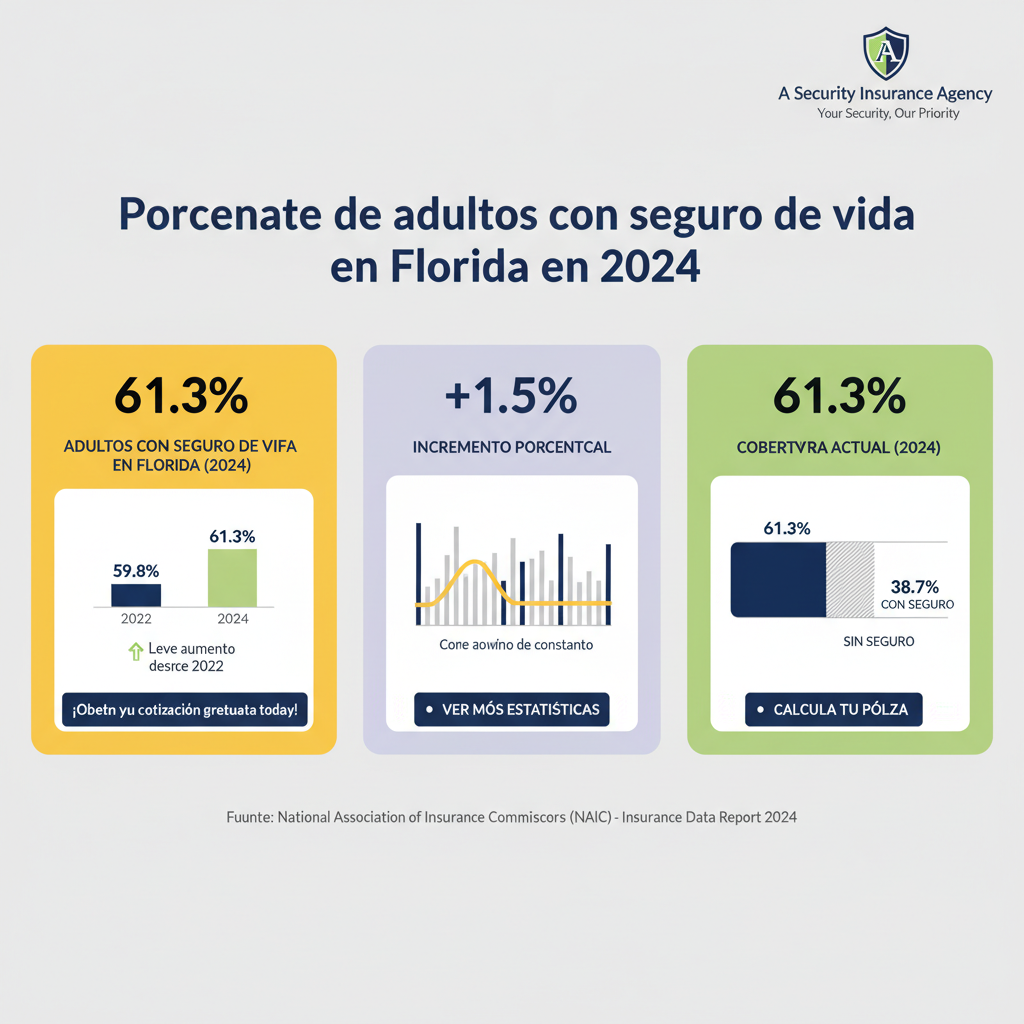 A
A Security Insurance Agency
Your Security, Our Priority
Porcenate de adultos con seguro de vida
en Florida en 2024
61.3%
ADULTOS CON SEGURO DE VIFA
EN FLORIDA (2024)
61.3%
59.8%
2022
2024
Leve aumento
desrce 2022
¡Obetn yu cotización gretuata today!
+1.5%
INCREMENTO PORCENTCAL
Cone aowíno de constanto
• VER MÓS ESTATIŚTICAS
61.3%
COBERTVRA ACTUAL (2024)
61.3%
38.7%
CON SEGURO
SIN SEGURO
• CALCULA TU PÓLZA
Fuunte: National Association of Insurance Commiscors (NAIC) - Insurance Data Report 2024